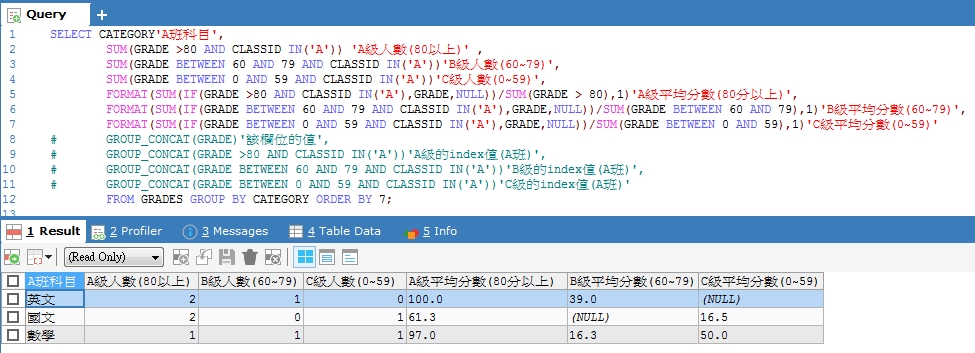 Query
1 SELECT CATEGORY'A班科目',
2 SUM(GRADE >80 AND CLASSID IN('A')) 'A級人數(80以上)' ,
3 SUM(GRADE BETWEEN 60 AND 79 AND CLASSID IN('A'))'B級人數(60~79)',
4 SUM(GRADE BETWEEN 0 AND 59 AND CLASSID IN('A'))'C級人數(0~59)',
5 FORMAT(SUM(IF(GRADE >80 AND CLASSID IN('A'),GRADE,NULL))/SUM(GRADE > 80),1)'A級平均分數(80分以上)',
6 FORMAT(SUM(IF(GRADE BETWEEN 60 AND 79 AND CLASSID IN('A'),GRADE,NULL))/SUM(GRADE BETWEEN 60 AND 79),1)'B級平均分數(60~79)',
7 FORMAT(SUM(IF(GRADE BETWEEN 0 AND 59 AND CLASSID IN('A'),GRADE,NULL))/SUM(GRADE BETWEEN 0 AND 59),1)'C級平均分數(0~59)'
8 # GROUP_CONCAT(GRADE)'該欄位的值',
9 # GROUP_CONCAT(GRADE >80 AND CLASSID IN('A'))'A級的index值(A班)',
10 # GROUP_CONCAT(GRADE BETWEEN 60 AND 79 AND CLASSID IN('A'))'B級的index值(A班)',
11 # GROUP_CONCAT(GRADE BETWEEN 0 AND 59 AND CLASSID IN('A'))'C級的index值(A班)'
12 FROM GRADES GROUP BY CATEGORY ORDER BY 7;
13
1 Result 2 Profiler 3 Messages 4 Table Data 5 Info
(Read Only)
A班科目 A級人數(80以上) B級人數(60~79) C級人數(0~59) A級平均分數(80分以上) B級平均分數(60~79) C級平均分數(0~59)
英文 2 1 0 100.0 39.0 (NULL)
國文 2 0 1 61.3 (NULL) 16.5
數學 1 1 1 97.0 16.3 50.0